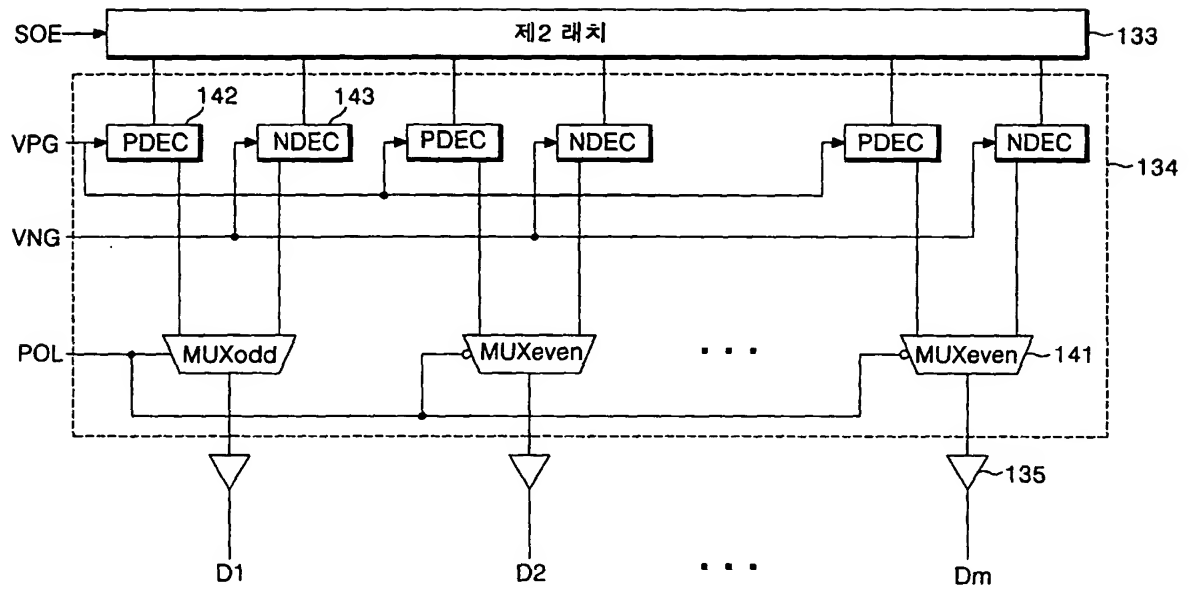 SOE
제2 래치
133
142
143
VPG
PDEC
NDEC
PDEC
NDEC
PDEC
NDEC
134
VNG
POL
MUXodd
MUXeven
. . .
MUXeven
141
135
D1
D2
. . .
Dm